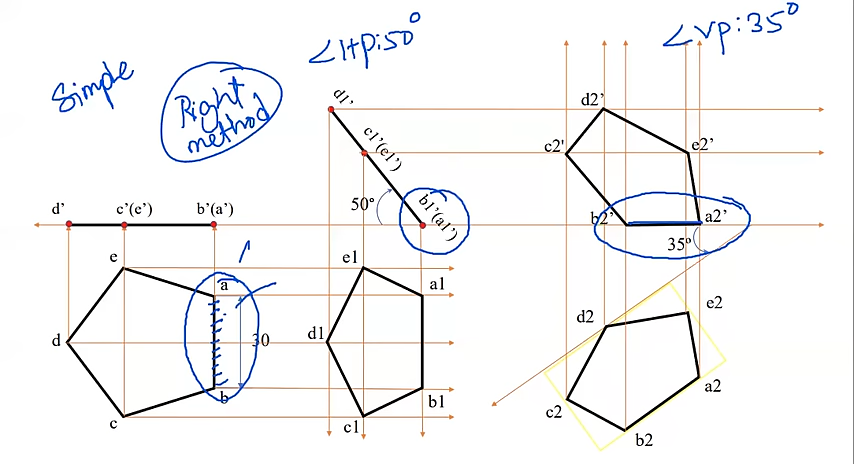 Simple
Right
method
∠Hp:50°
∠vp:35°
d1'
c1'(e1')
b1'(a1')
50°
d2'
c2'
e2'
b2'
a2'
35°
d'
c'(e')
b'(a')
e
a
d
30
b
c
e1
a1
d1
b1
c1
d2
e2
c2
a2
b2